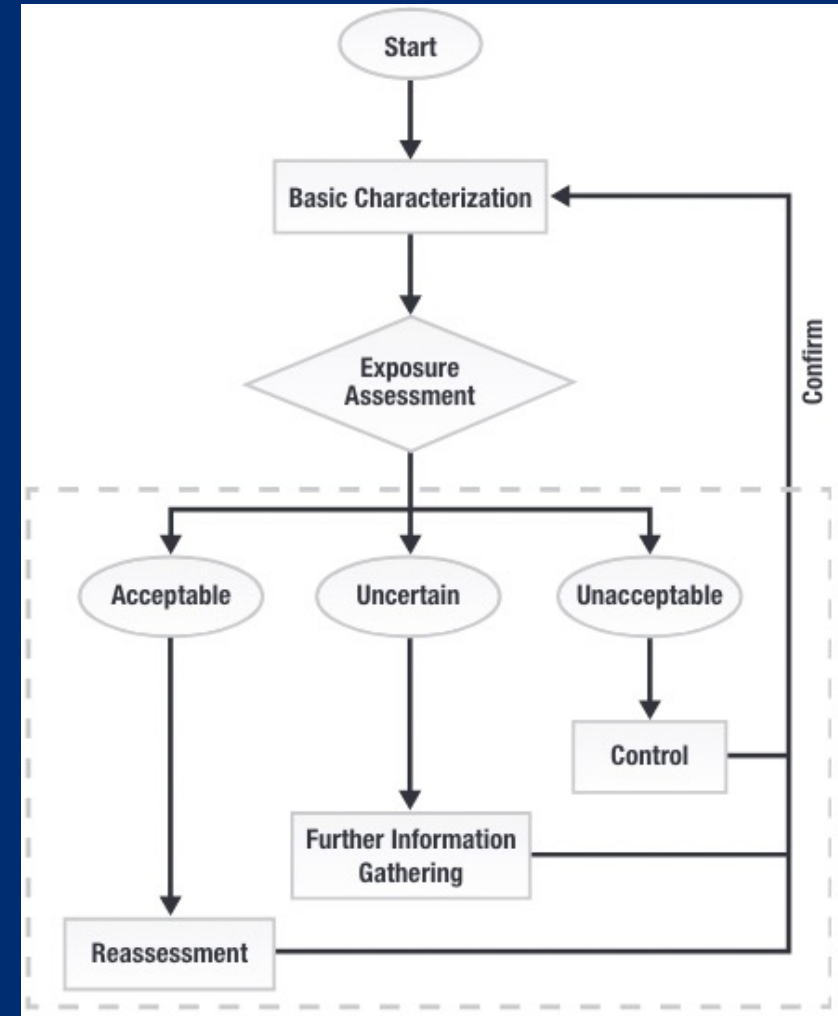 Start
Basic Characterization
Confirm
Exposure
Assessment
Acceptable
Uncertain
Unacceptable
Control
Further Information
Gathering
Reassessment